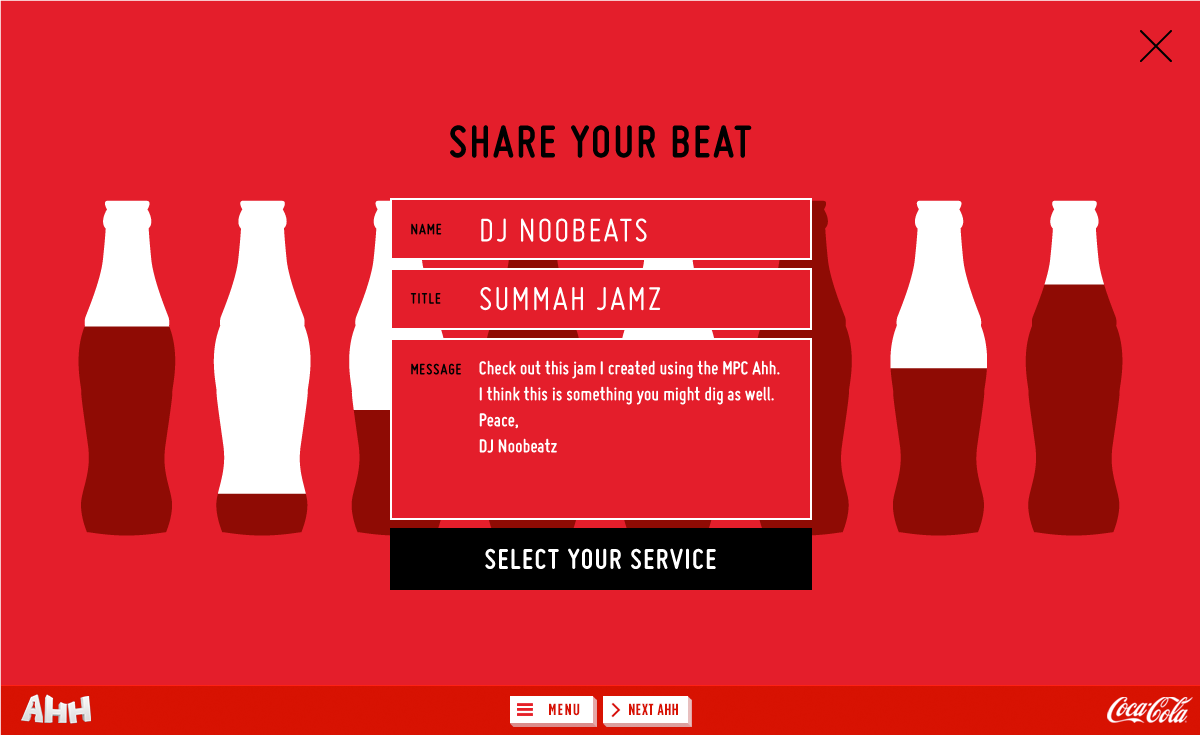 SHARE YOUR BEAT
NAME DJ NOOBEATS
TITLE SUMMAH JAMZ
MESSAGE Check out this jam I created using the MPC Ahh.
I think this is something you might dig as well.
Peace,
DJ Noobeatz
SELECT YOUR SERVICE
AHH MENU NEXT AHH Coca-Cola